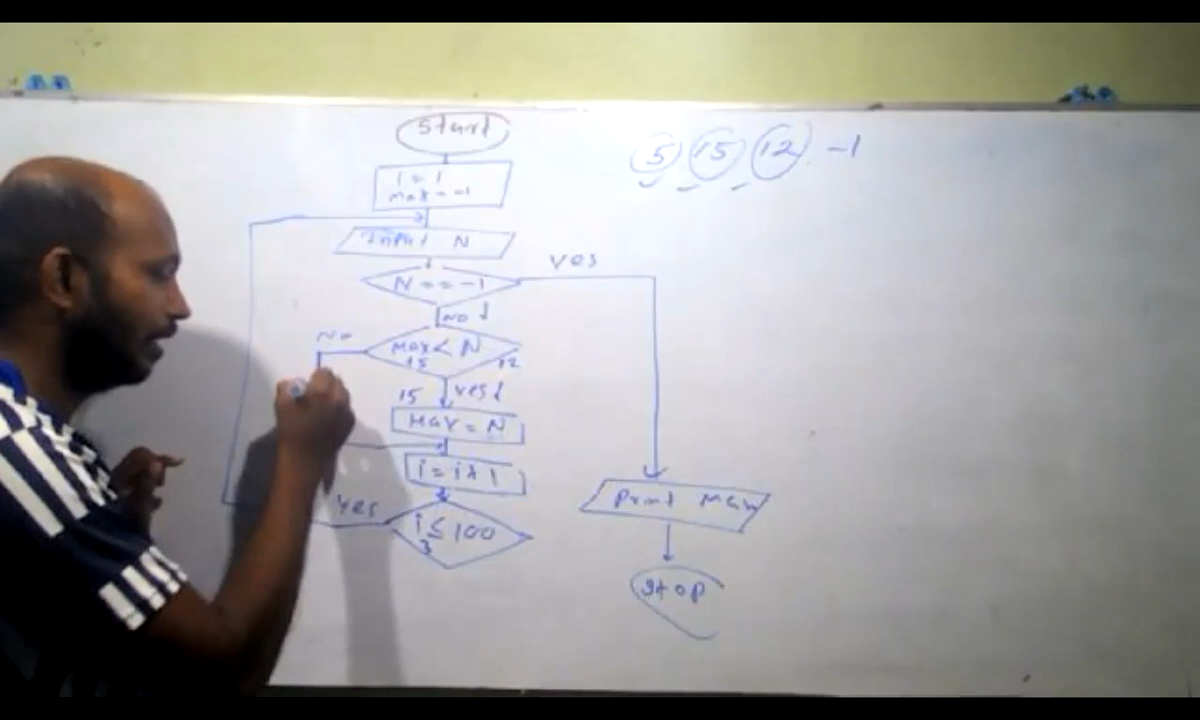 Start
5 15 12 -1
i = 1
max = -1
Input N
N == -1
yes
no
No
max < N
15 12
15
yes
Max = N
i = i + 1
yes
i ≤ 100
3
Print Max
Stop